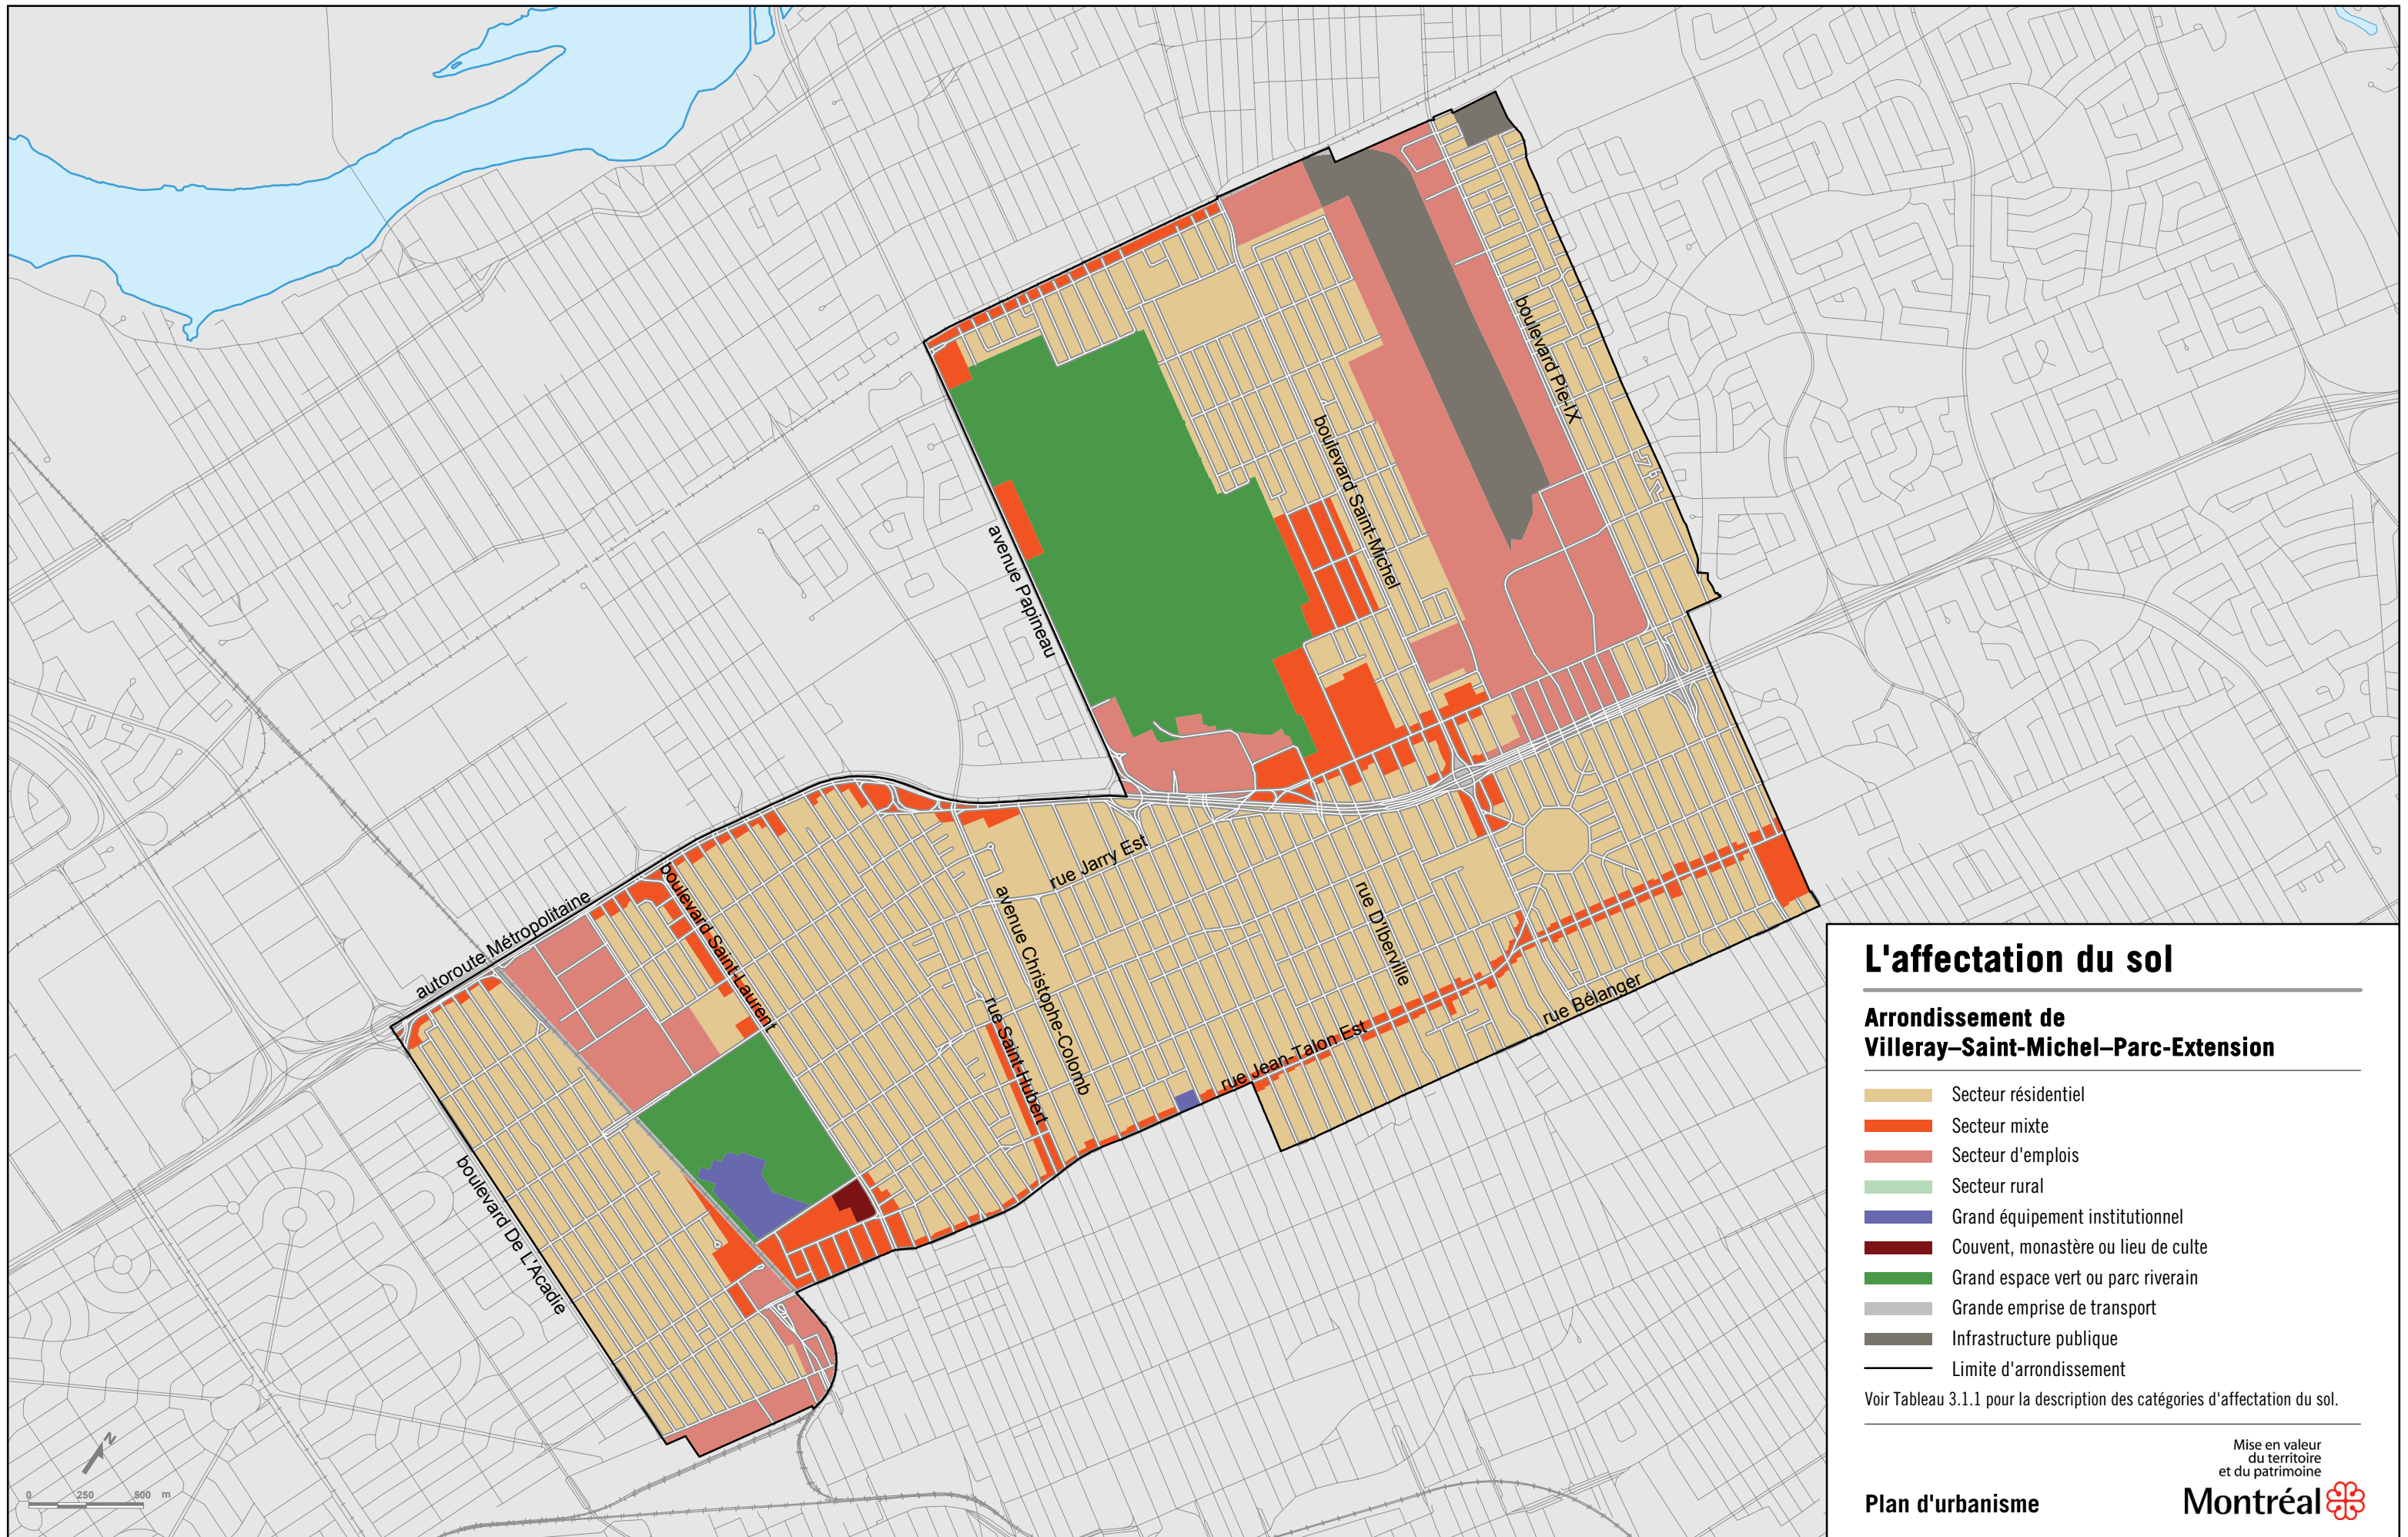 boulevard Pie-IX
boulevard Saint-Michel
avenue Papineau
rue Jarry Est
autoroute Métropolitaine
boulevard Saint-Laurent
avenue Christophe-Colomb
rue D'Iberville
rue Saint-Hubert
rue Jean-Talon Est
rue Bélanger
boulevard De L'Acadie
N
0 250 500 m
L'affectation du sol
Arrondissement de
Villeray–Saint-Michel–Parc-Extension
Secteur résidentiel
Secteur mixte
Secteur d'emplois
Secteur rural
Grand équipement institutionnel
Couvent, monastère ou lieu de culte
Grand espace vert ou parc riverain
Grande emprise de transport
Infrastructure publique
Limite d'arrondissement
Voir Tableau 3.1.1 pour la description des catégories d'affectation du sol.
Mise en valeur
du territoire
et du patrimoine
Plan d'urbanisme
Montréal